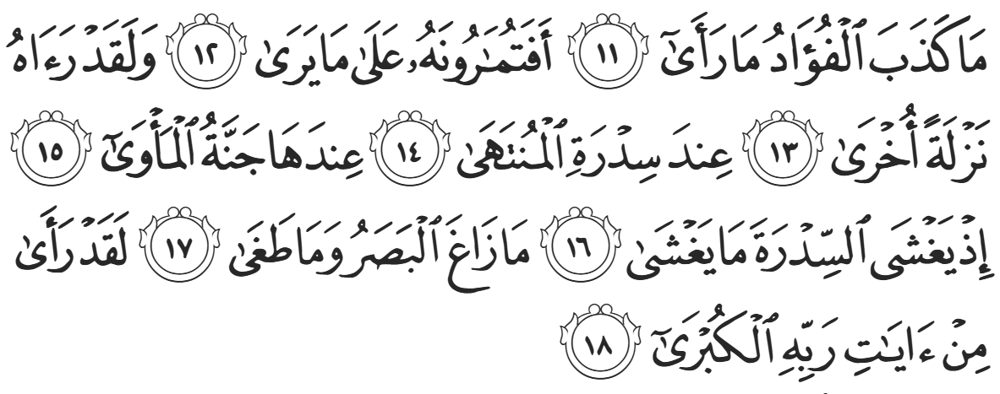 مَا كَذَبَ ٱلْفُؤَادُ مَا رَأَىٰٓ ١١ أَفَتُمَٰرُونَهُۥ عَلَىٰ مَا يَرَىٰ ١٢ وَلَقَدْ رَءَاهُ
نَزْلَةً أُخْرَىٰ ١٣ عِندَ سِدْرَةِ ٱلْمُنتَهَىٰ ١٤ عِندَهَا جَنَّةُ ٱلْمَأْوَىٰٓ ١٥
إِذْ يَغْشَى ٱلسِّدْرَةَ مَا يَغْشَىٰ ١٦ مَا زَاغَ ٱلْبَصَرُ وَمَا طَغَىٰ ١٧ لَقَدْ رَأَىٰ
مِنْ ءَايَٰتِ رَبِّهِ ٱلْكُبْرَىٰٓ ١٨